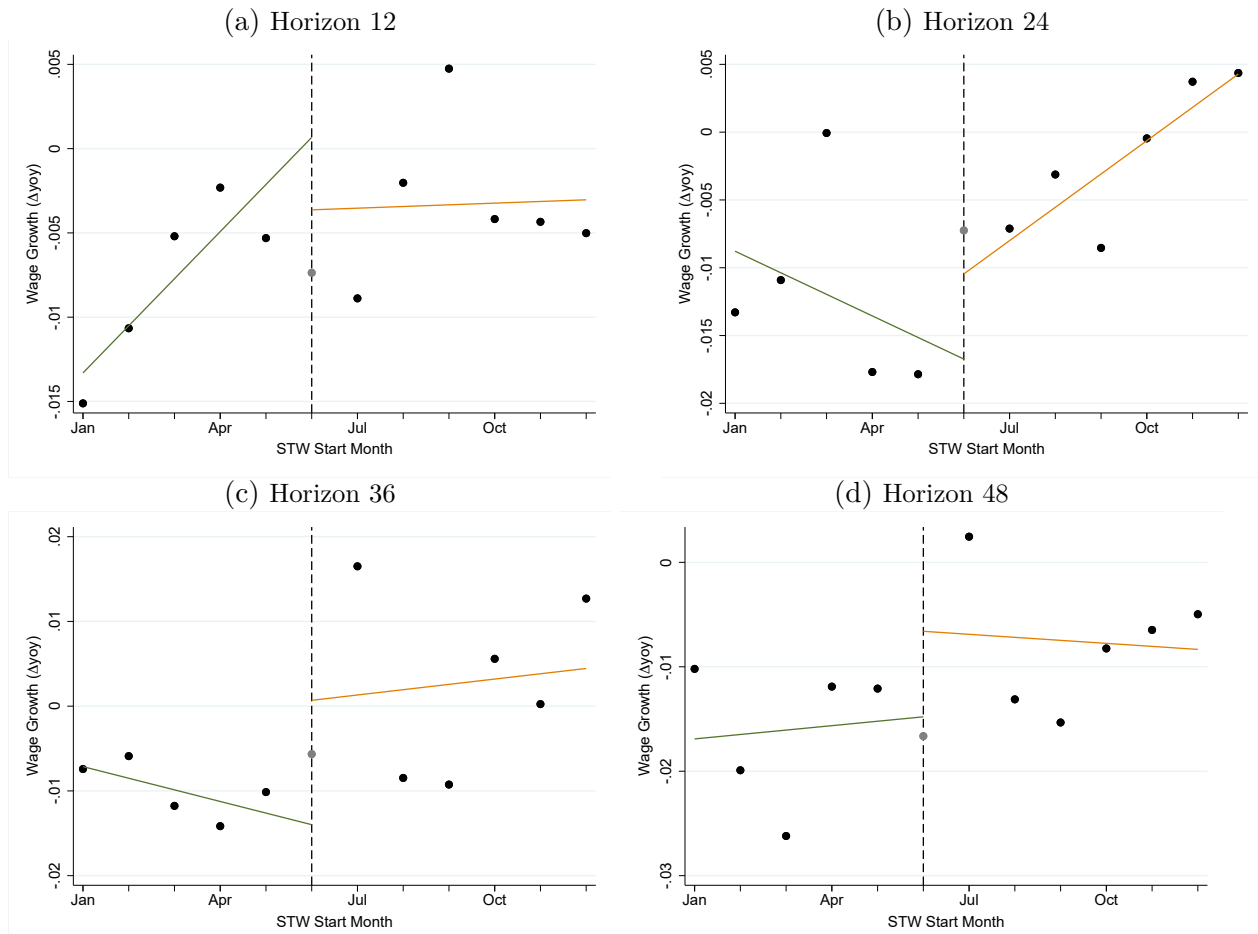 (a) Horizon 12
.005
0
-.005
-.01
-.015
Wage Growth (Δyoy)
Jan
Apr
Jul
Oct
STW Start Month
(b) Horizon 24
.005
0
-.005
-.01
-.015
-.02
Wage Growth (Δyoy)
Jan
Apr
Jul
Oct
STW Start Month
(c) Horizon 36
.02
.01
0
-.01
-.02
Wage Growth (Δyoy)
Jan
Apr
Jul
Oct
STW Start Month
(d) Horizon 48
0
-.01
-.02
-.03
Wage Growth (Δyoy)
Jan
Apr
Jul
Oct
STW Start Month